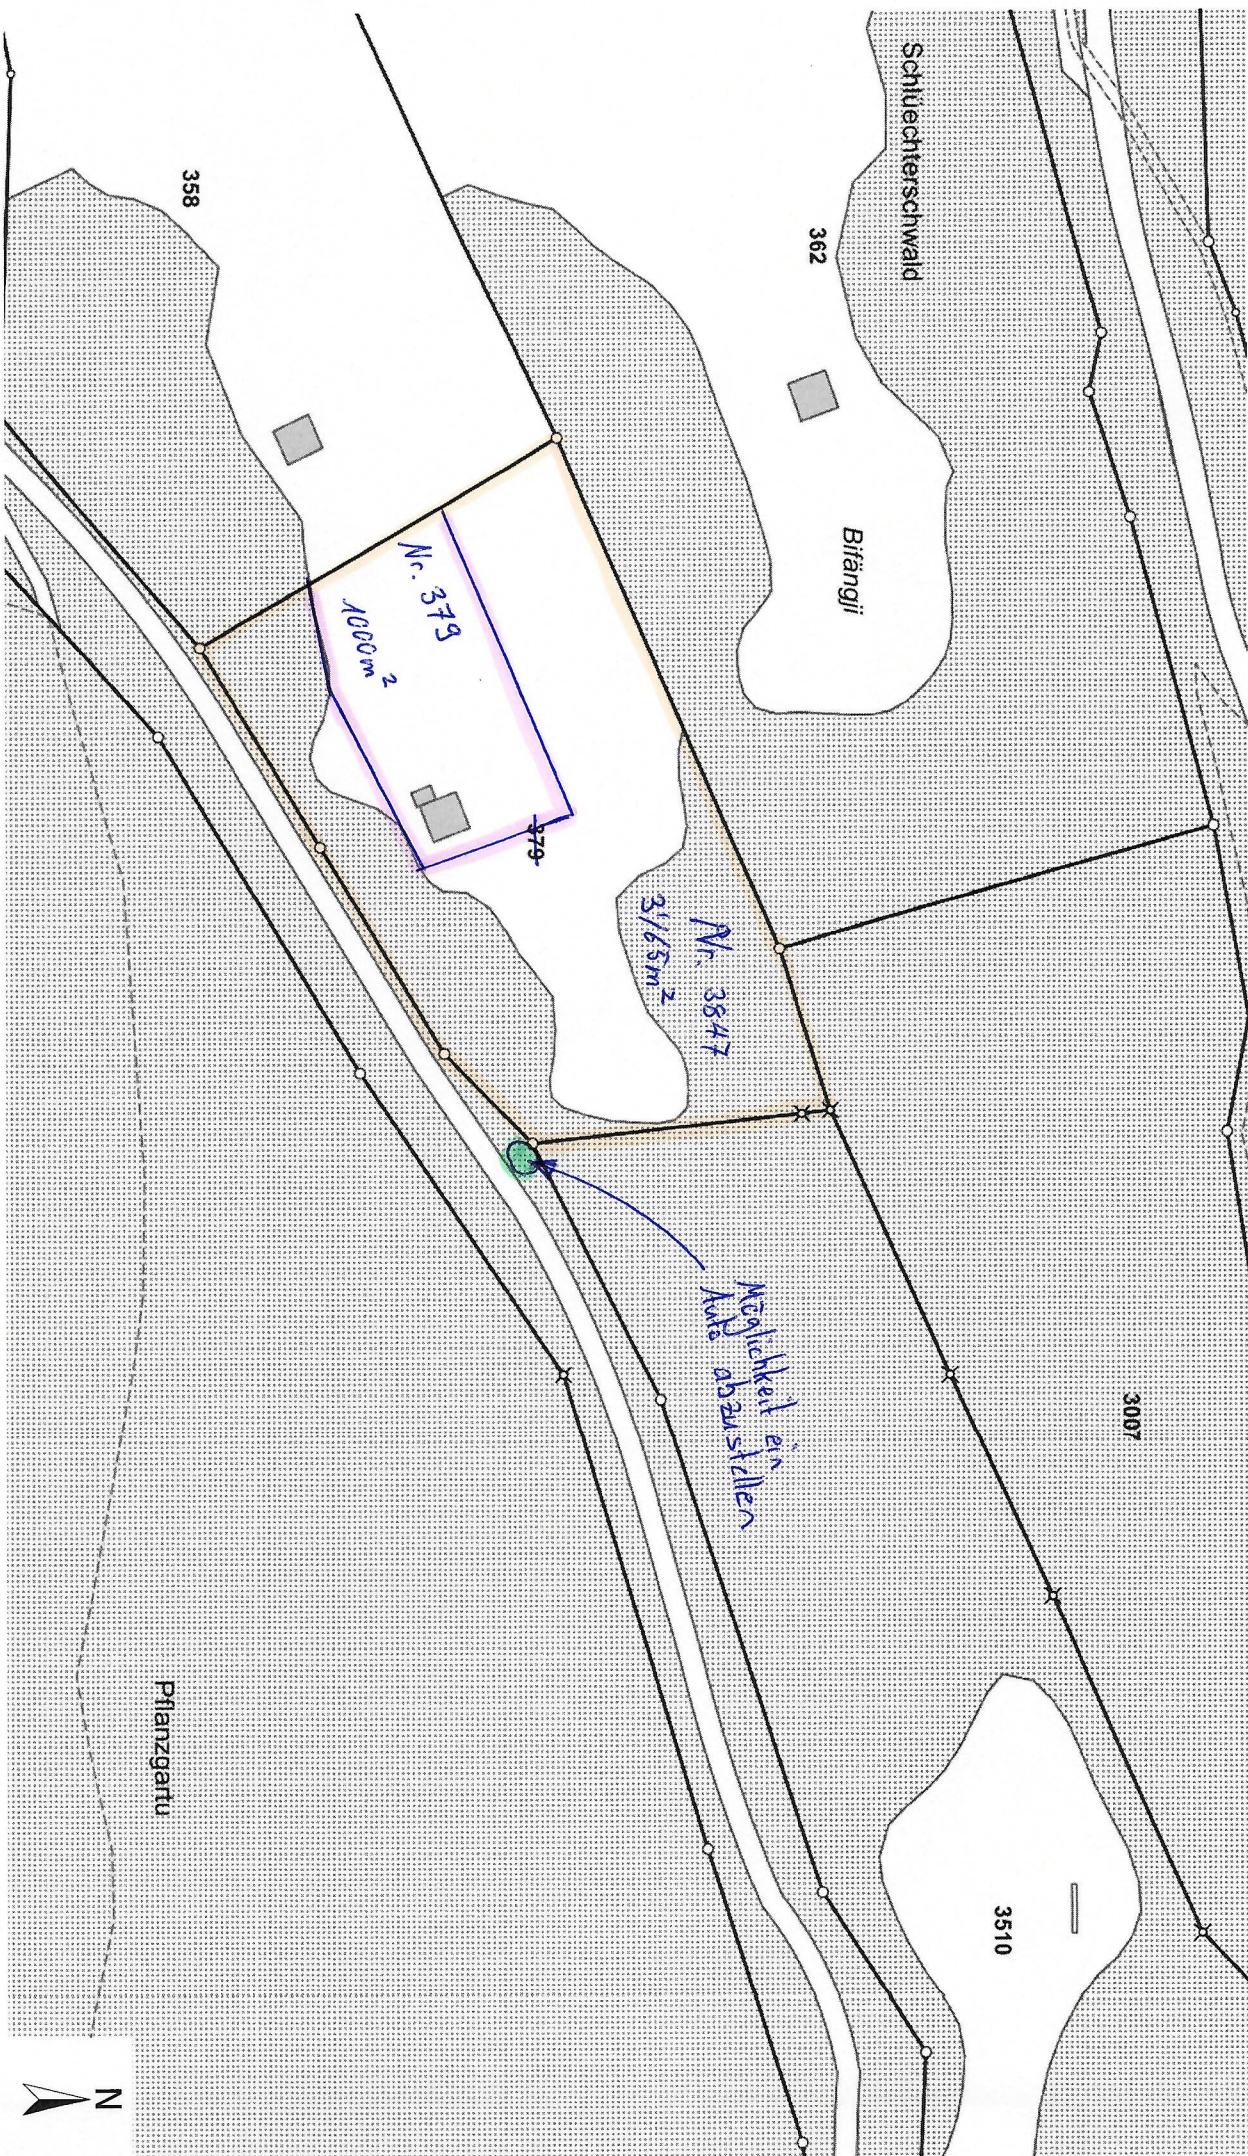 Schlüechterschwald
362
358
Bifängji
Nr. 379
1000m²
379
Nr. 3847
3'165m²
Möglichkeit ein
Auto abzustellen
3007
3510
Pflanzgartu
N